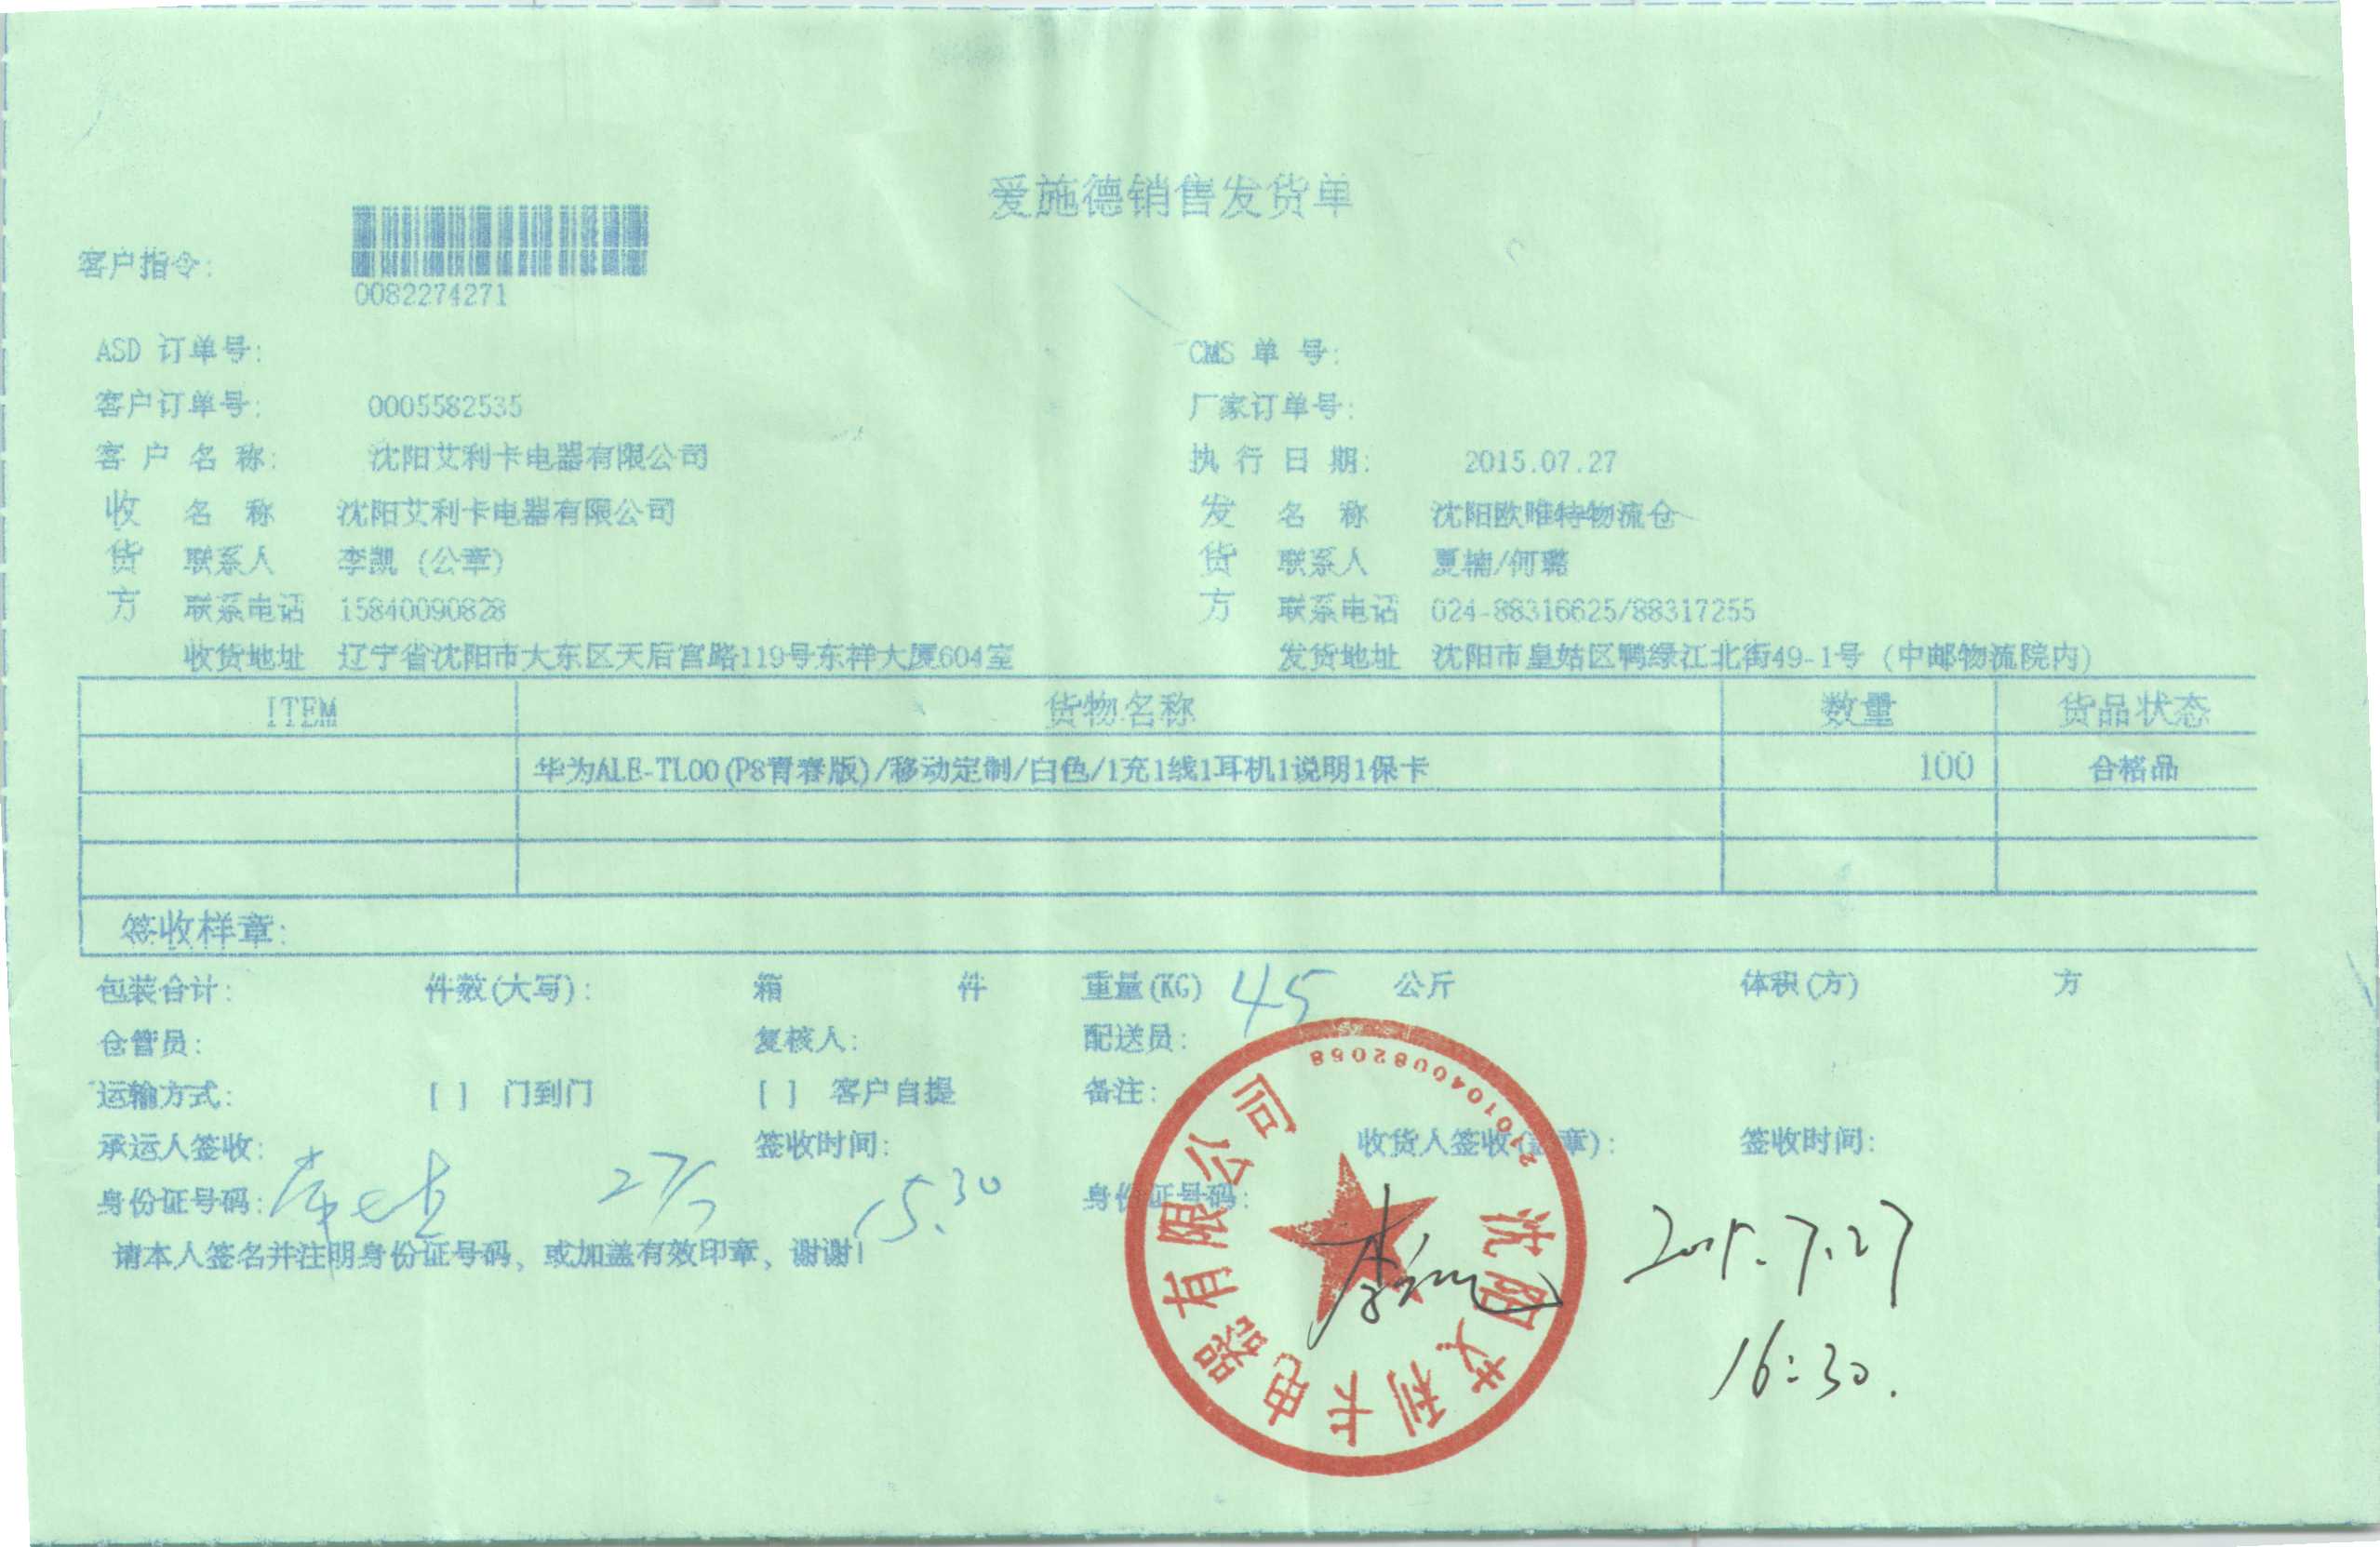 爱施德销售发货单
客户指令:
0082274271
ASD 订单号: CMS 单 号:
客户订单号: 0005582535 厂家订单号:
客 户 名 称: 沈阳艾利卡电器有限公司 执 行 日 期: 2015.07.27
收 名 称 沈阳艾利卡电器有限公司 发 名 称 沈阳欧唯特物流仓
货 联系人 李凯 (公章) 货 联系人 夏楠/何璐
方 联系电话 15840090828 方 联系电话 024-88316625/88317255
收货地址 辽宁省沈阳市大东区天后宫路119号东祥大厦604室 发货地址 沈阳市皇姑区鸭绿江北街49-1号 (中邮物流院内)
ITEM 货物名称 数量 货品状态
华为ALE-TL00(P8青春版)/移动定制/白色/1充1线1耳机1说明1保卡 100 合格品
签收样章:
包装合计: 件数(大写): 箱 件 重量(KG) 45 公斤 体积(方) 方
仓管员: 复核人: 配送员:
运输方式: [ ] 门到门 [ ] 客户自提 备注:
承运人签收: 签收时间: 收货人签收(盖章): 签收时间:
27/7 15.30
身份证号码: 身份证号码:
请本人签名并注明身份证号码、或加盖有效印章、谢谢!
沈阳艾利卡电器有限公司
2101040082058
2015.7.27
16:30.